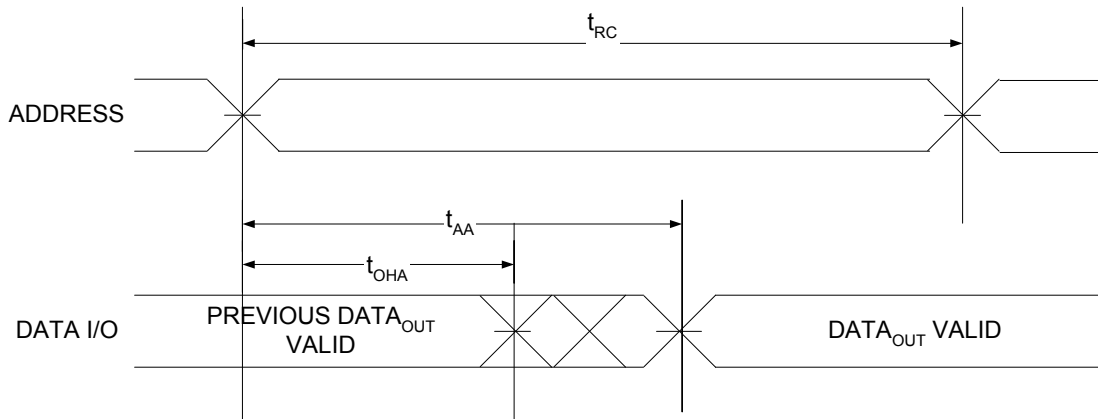 tRC
ADDRESS
tAA
tOHA
DATA I/O
PREVIOUS DATAOUT
VALID
DATAOUT VALID